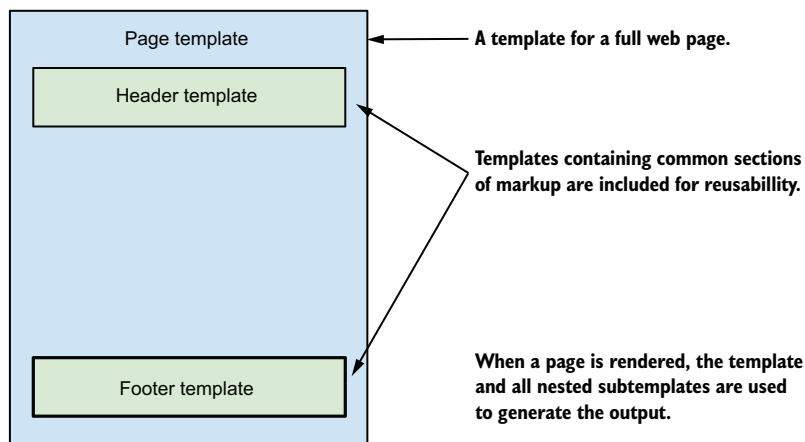 Page template
A template for a full web page.
Header template
Templates containing common sections
of markup are included for reusabillity.
Footer template
When a page is rendered, the template
and all nested subtemplates are used
to generate the output.